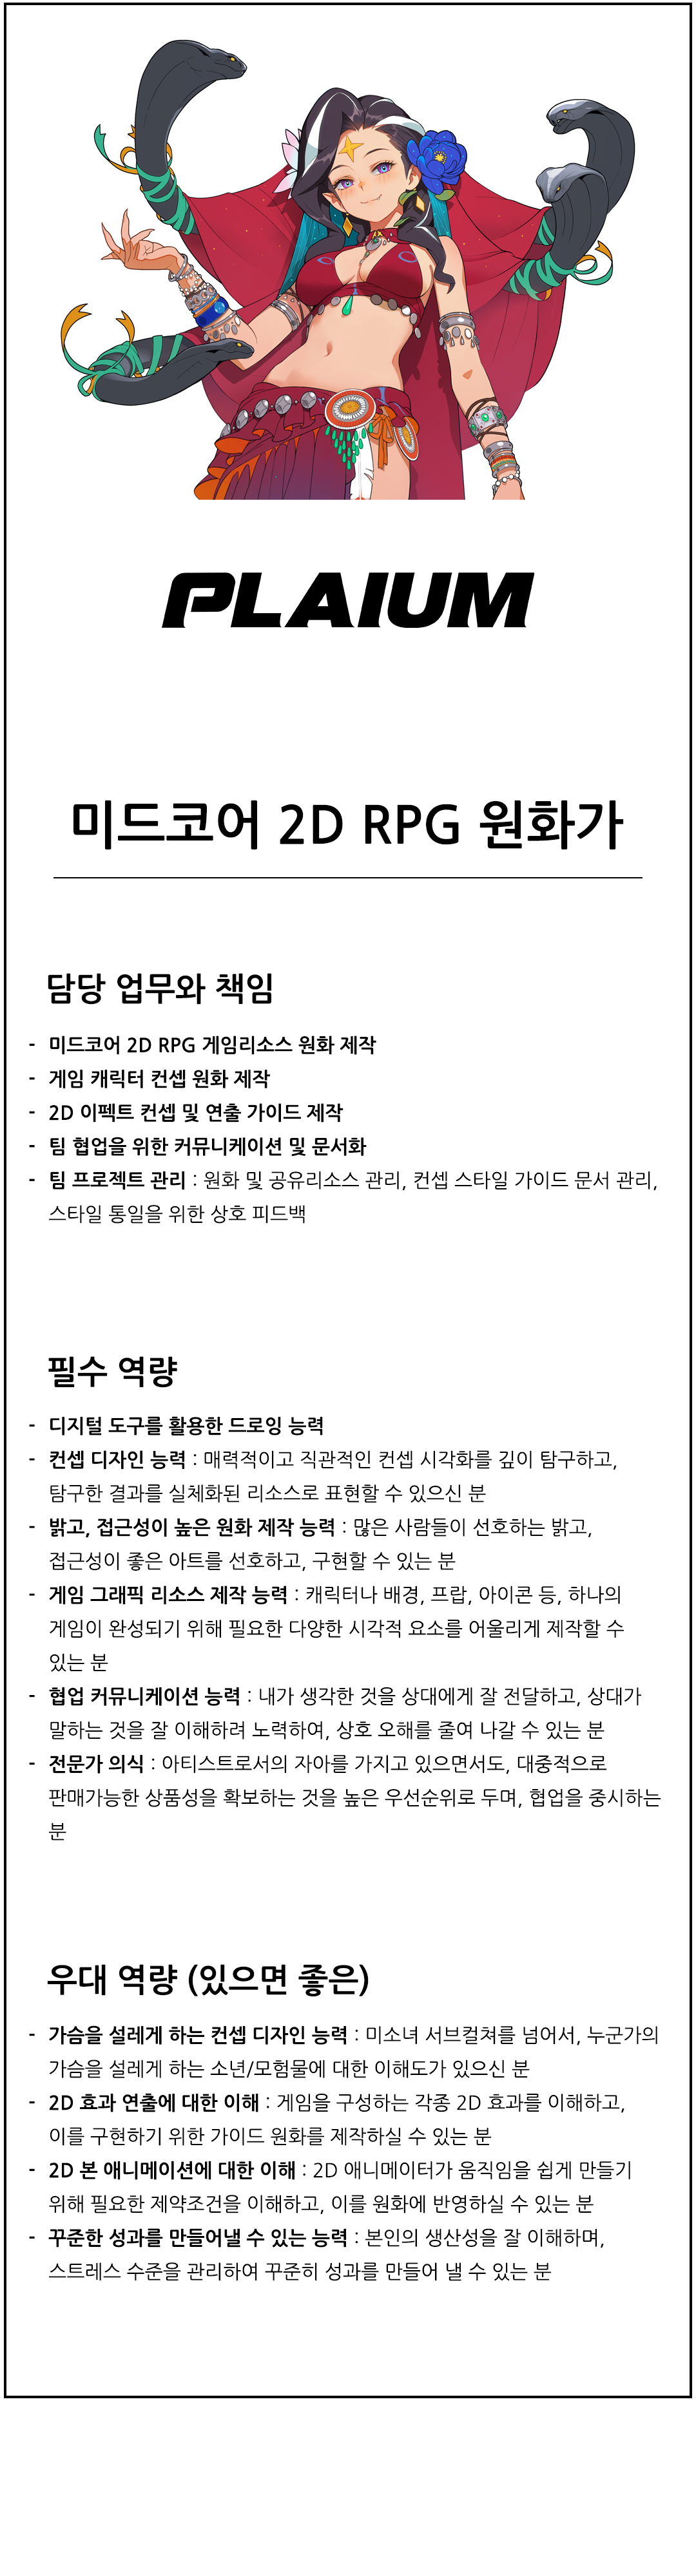 PLAIUM
미드코어 2D RPG 원화가
담당 업무와 책임
- 미드코어 2D RPG 게임리소스 원화 제작
- 게임 캐릭터 컨셉 원화 제작
- 2D 이펙트 컨셉 및 연출 가이드 제작
- 팀 협업을 위한 커뮤니케이션 및 문서화
- 팀 프로젝트 관리 : 원화 및 공유리소스 관리, 컨셉 스타일 가이드 문서 관리,
스타일 통일을 위한 상호 피드백
필수 역량
- 디지털 도구를 활용한 드로잉 능력
- 컨셉 디자인 능력 : 매력적이고 직관적인 컨셉 시각화를 깊이 탐구하고,
탐구한 결과를 실체화된 리소스로 표현할 수 있으신 분
- 밝고, 접근성이 높은 원화 제작 능력 : 많은 사람들이 선호하는 밝고,
접근성이 좋은 아트를 선호하고, 구현할 수 있는 분
- 게임 그래픽 리소스 제작 능력 : 캐릭터나 배경, 프랍, 아이콘 등, 하나의
게임이 완성되기 위해 필요한 다양한 시각적 요소를 어울리게 제작할 수
있는 분
- 협업 커뮤니케이션 능력 : 내가 생각한 것을 상대에게 잘 전달하고, 상대가
말하는 것을 잘 이해하려 노력하여, 상호 오해를 줄여 나갈 수 있는 분
- 전문가 의식 : 아티스트로서의 자아를 가지고 있으면서도, 대중적으로
판매가능한 상품성을 확보하는 것을 높은 우선순위로 두며, 협업을 중시하는
분
우대 역량 (있으면 좋은)
- 가슴을 설레게 하는 컨셉 디자인 능력 : 미소녀 서브컬쳐를 넘어서, 누군가의
가슴을 설레게 하는 소년/모험물에 대한 이해도가 있으신 분
- 2D 효과 연출에 대한 이해 : 게임을 구성하는 각종 2D 효과를 이해하고,
이를 구현하기 위한 가이드 원화를 제작하실 수 있는 분
- 2D 본 애니메이션에 대한 이해 : 2D 애니메이터가 움직임을 쉽게 만들기
위해 필요한 제약조건을 이해하고, 이를 원화에 반영하실 수 있는 분
- 꾸준한 성과를 만들어낼 수 있는 능력 : 본인의 생산성을 잘 이해하며,
스트레스 수준을 관리하여 꾸준히 성과를 만들어 낼 수 있는 분